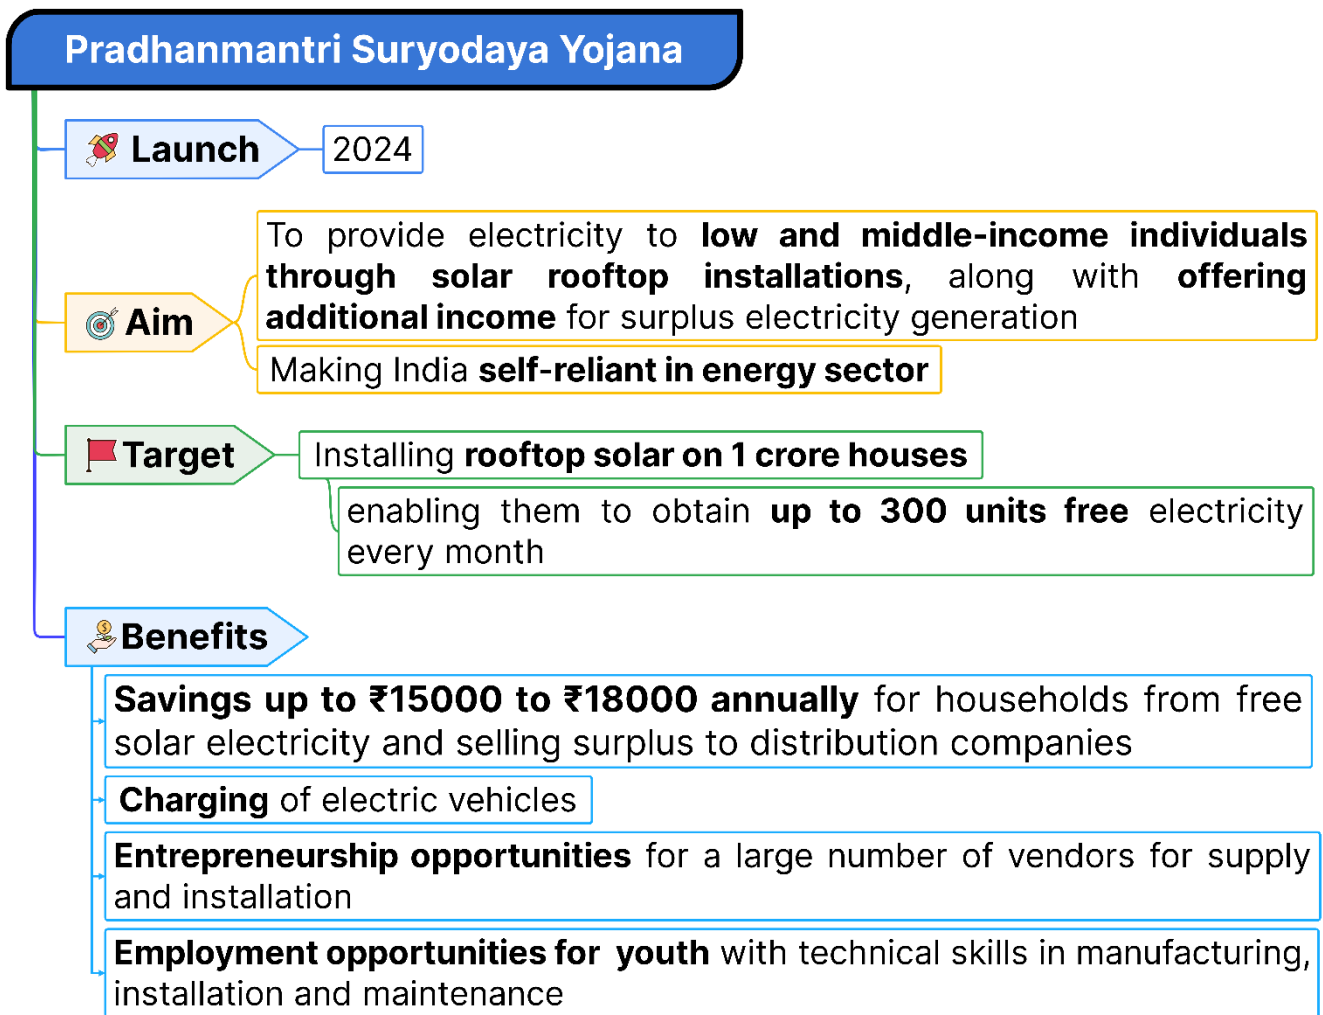 Pradhanmantri Suryodaya Yojana
Launch
2024
To provide electricity to low and middle-income individuals
through solar rooftop installations, along with offering
additional income for surplus electricity generation
Aim
Making India self-reliant in energy sector
Target
Installing rooftop solar on 1 crore houses
enabling them to obtain up to 300 units free electricity
every month
Benefits
Savings up to ₹15000 to ₹18000 annually for households from free
solar electricity and selling surplus to distribution companies
Charging of electric vehicles
Entrepreneurship opportunities for a large number of vendors for supply
and installation
Employment opportunities for youth with technical skills in manufacturing,
installation and maintenance